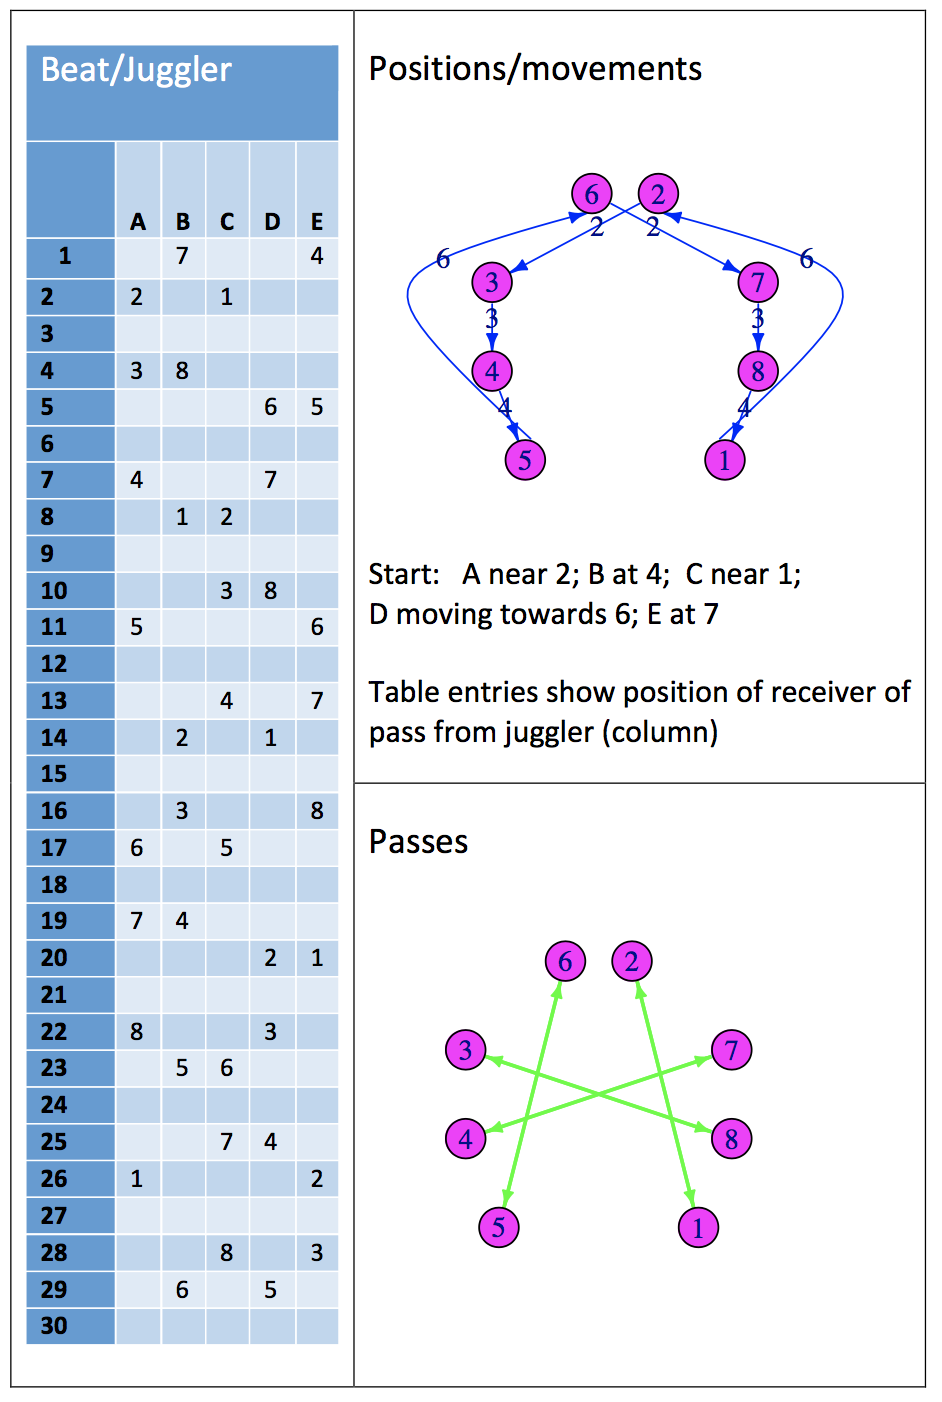 Beat/Juggler
A B C D E
1 7 4
2 2 1
3
4 3 8
5 6 5
6
7 4 7
8 1 2
9
10 3 8
11 5 6
12
13 4 7
14 2 1
15
16 3 8
17 6 5
18
19 7 4
20 2 1
21
22 8 3
23 5 6
24
25 7 4
26 1 2
27
28 8 3
29 6 5
30
Positions/movements
6 2
2 2
6 6
3 7
3 3
4 8
4 4
5 1
Start: A near 2; B at 4; C near 1;
D moving towards 6; E at 7
Table entries show position of receiver of
pass from juggler (column)
Passes
6 2
3 7
4 8
5 1